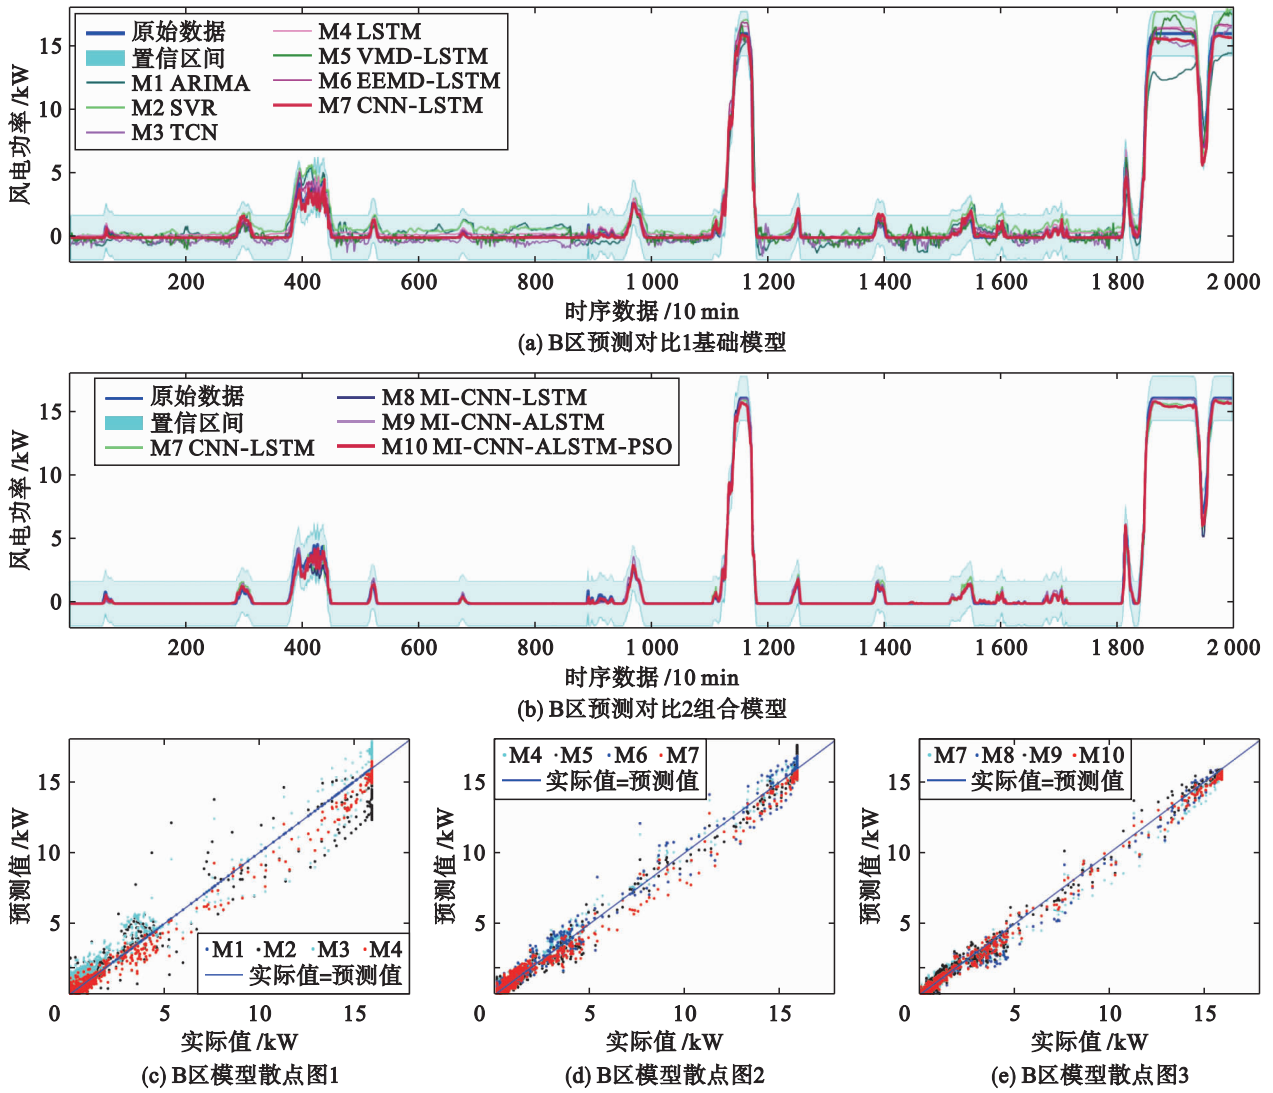 15
10
5
0
风电功率 /kW
原始数据
置信区间
M1 ARIMA
M2 SVR
M3 TCN
M4 LSTM
M5 VMD-LSTM
M6 EEMD-LSTM
M7 CNN-LSTM
200 400 600 800 1 000 1 200 1 400 1 600 1 800 2 000
时序数据 /10 min
(a) B区预测对比1基础模型
15
10
5
0
风电功率 /kW
原始数据
置信区间
M7 CNN-LSTM
M8 MI-CNN-LSTM
M9 MI-CNN-ALSTM
M10 MI-CNN-ALSTM-PSO
200 400 600 800 1 000 1 200 1 400 1 600 1 800 2 000
时序数据 /10 min
(b) B区预测对比2组合模型
15
10
5
预测值 /kW
M1 M2 M3 M4
实际值=预测值
0 5 10 15
实际值 /kW
(c) B区模型散点图1
15
10
5
预测值 /kW
M4 M5 M6 M7
实际值=预测值
0 5 10 15
实际值 /kW
(d) B区模型散点图2
15
10
5
预测值 /kW
M7 M8 M9 M10
实际值=预测值
0 5 10 15
实际值 /kW
(e) B区模型散点图3